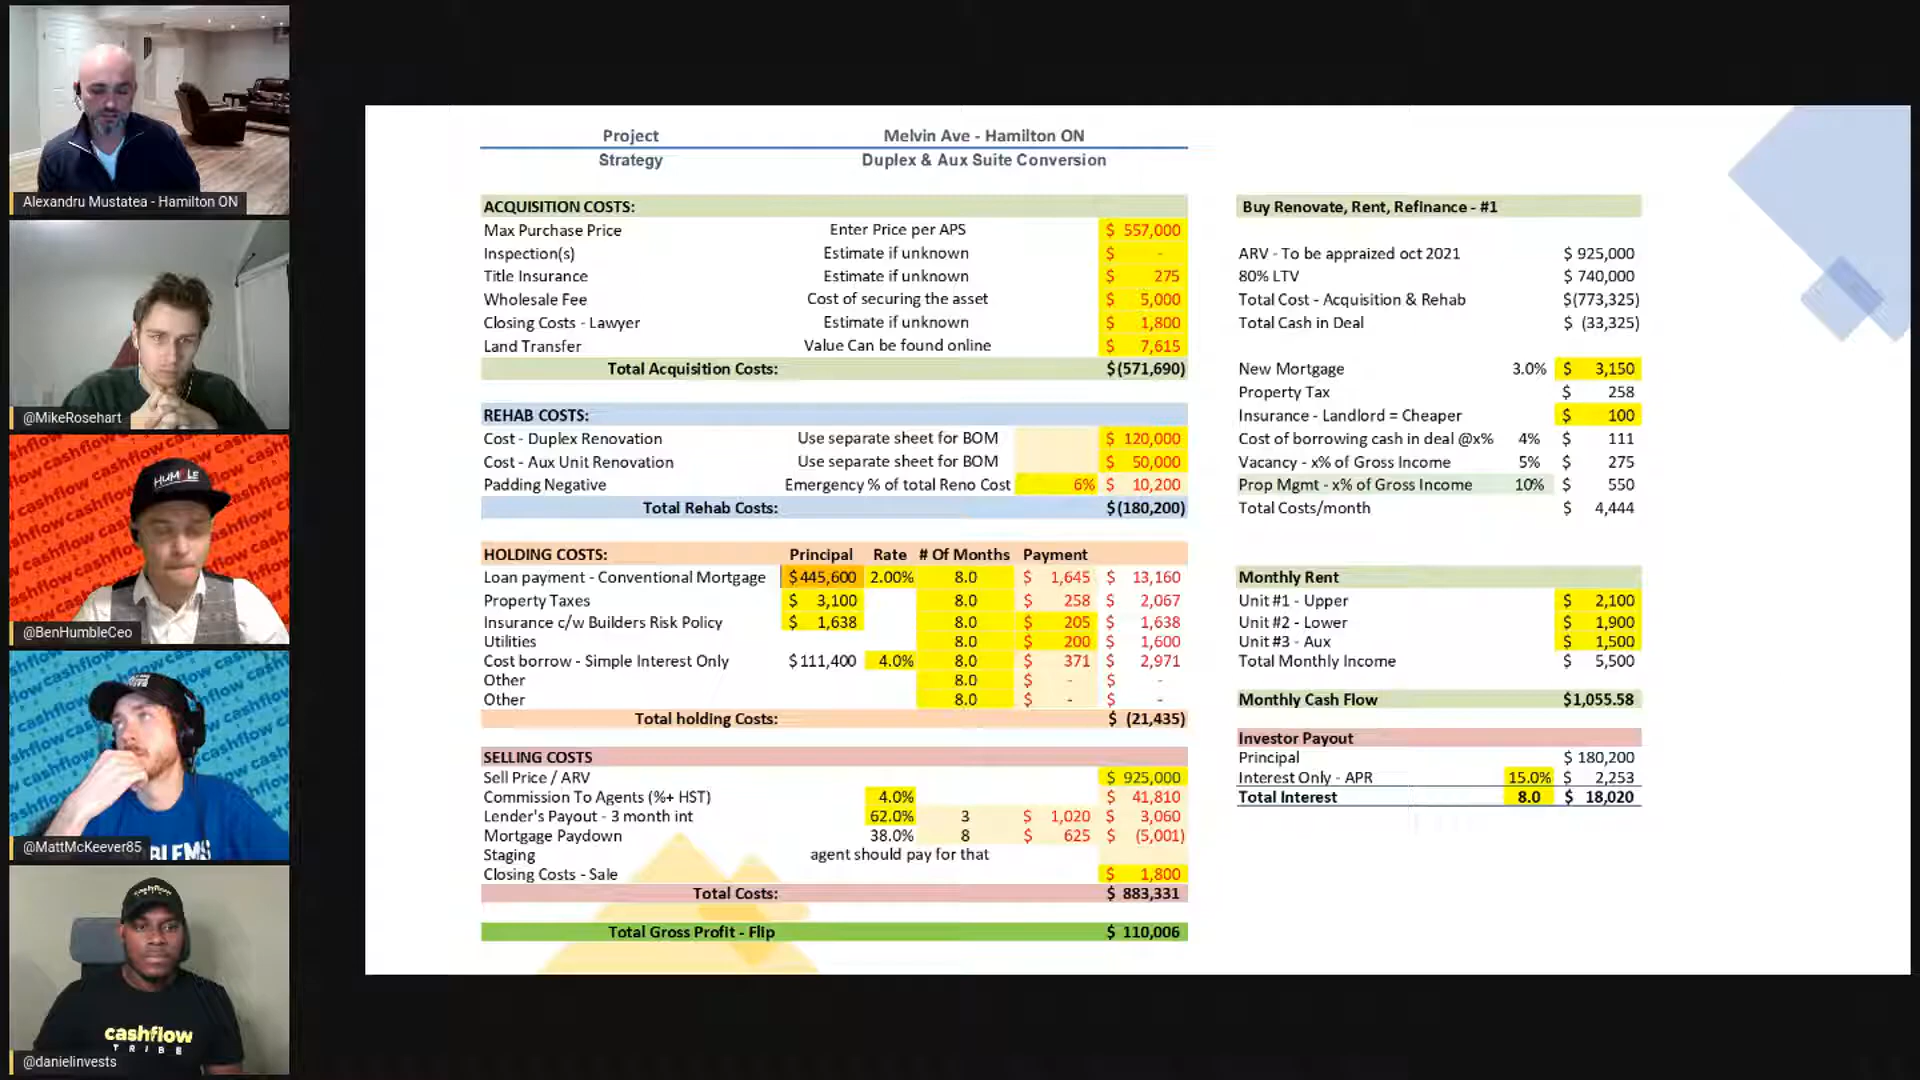 Alexandru Mustatea - Hamilton ON
@MikeRosehart
HUMBLE
@BenHumbleCeo
@MattMcKeever85
BLEMS
cashflow
TRIBE
@danielinvests
Project Melvin Ave - Hamilton ON
Strategy Duplex & Aux Suite Conversion
ACQUISITION COSTS:
Max Purchase Price Enter Price per APS $ 557,000
Inspection(s) Estimate if unknown $ -
Title Insurance Estimate if unknown $ 275
Wholesale Fee Cost of securing the asset $ 5,000
Closing Costs - Lawyer Estimate if unknown $ 1,800
Land Transfer Value Can be found online $ 7,615
Total Acquisition Costs: $(571,690)
REHAB COSTS:
Cost - Duplex Renovation Use separate sheet for BOM $ 120,000
Cost - Aux Unit Renovation Use separate sheet for BOM $ 50,000
Padding Negative Emergency % of total Reno Cost 6% $ 10,200
Total Rehab Costs: $(180,200)
HOLDING COSTS: Principal Rate # Of Months Payment
Loan payment - Conventional Mortgage $445,600 2.00% 8.0 $ 1,645 $ 13,160
Property Taxes $ 3,100 8.0 $ 258 $ 2,067
Insurance c/w Builders Risk Policy $ 1,638 8.0 $ 205 $ 1,638
Utilities 8.0 $ 200 $ 1,600
Cost borrow - Simple Interest Only $111,400 4.0% 8.0 $ 371 $ 2,971
Other 8.0 $ - $ -
Other 8.0 $ - $ -
Total holding Costs: $ (21,435)
SELLING COSTS
Sell Price / ARV $ 925,000
Commission To Agents (%+ HST) 4.0% $ 41,810
Lender's Payout - 3 month int 62.0% 3 $ 1,020 $ 3,060
Mortgage Paydown 38.0% 8 $ 625 $ (5,001)
Staging agent should pay for that
Closing Costs - Sale $ 1,800
Total Costs: $ 883,331
Total Gross Profit - Flip $ 110,006
Buy Renovate, Rent, Refinance - #1
ARV - To be appraized oct 2021 $ 925,000
80% LTV $ 740,000
Total Cost - Acquisition & Rehab $(773,325)
Total Cash in Deal $ (33,325)
New Mortgage 3.0% $ 3,150
Property Tax $ 258
Insurance - Landlord = Cheaper $ 100
Cost of borrowing cash in deal @x% 4% $ 111
Vacancy - x% of Gross Income 5% $ 275
Prop Mgmt - x% of Gross Income 10% $ 550
Total Costs/month $ 4,444
Monthly Rent
Unit #1 - Upper $ 2,100
Unit #2 - Lower $ 1,900
Unit #3 - Aux $ 1,500
Total Monthly Income $ 5,500
Monthly Cash Flow $1,055.58
Investor Payout
Principal $ 180,200
Interest Only - APR 15.0% $ 2,253
Total Interest 8.0 $ 18,020